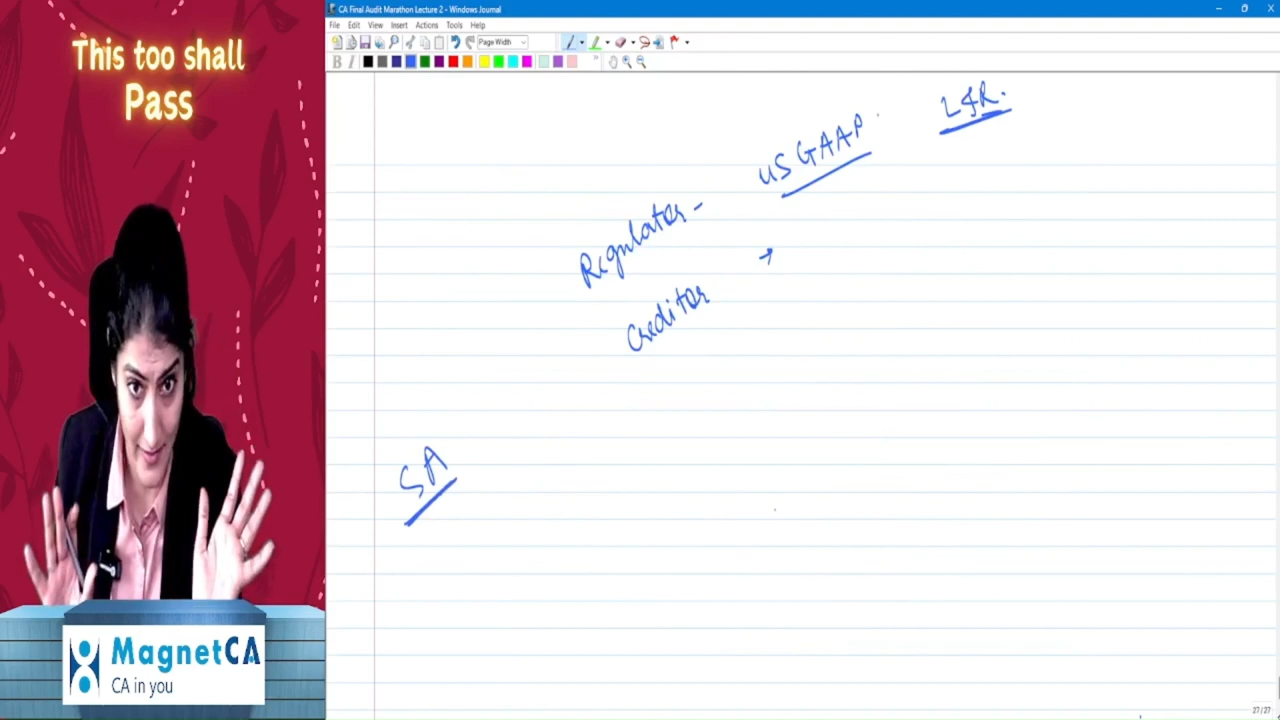 This too shall
Pass
CA Final Audit Marathon Lecture 2 - Windows Journal
File Edit View Insert Actions Tools Help
Page Width
B I
L&R.
US GAAP
Regulator -
Creditor
SA
MagnetCA
CA in you
27/27